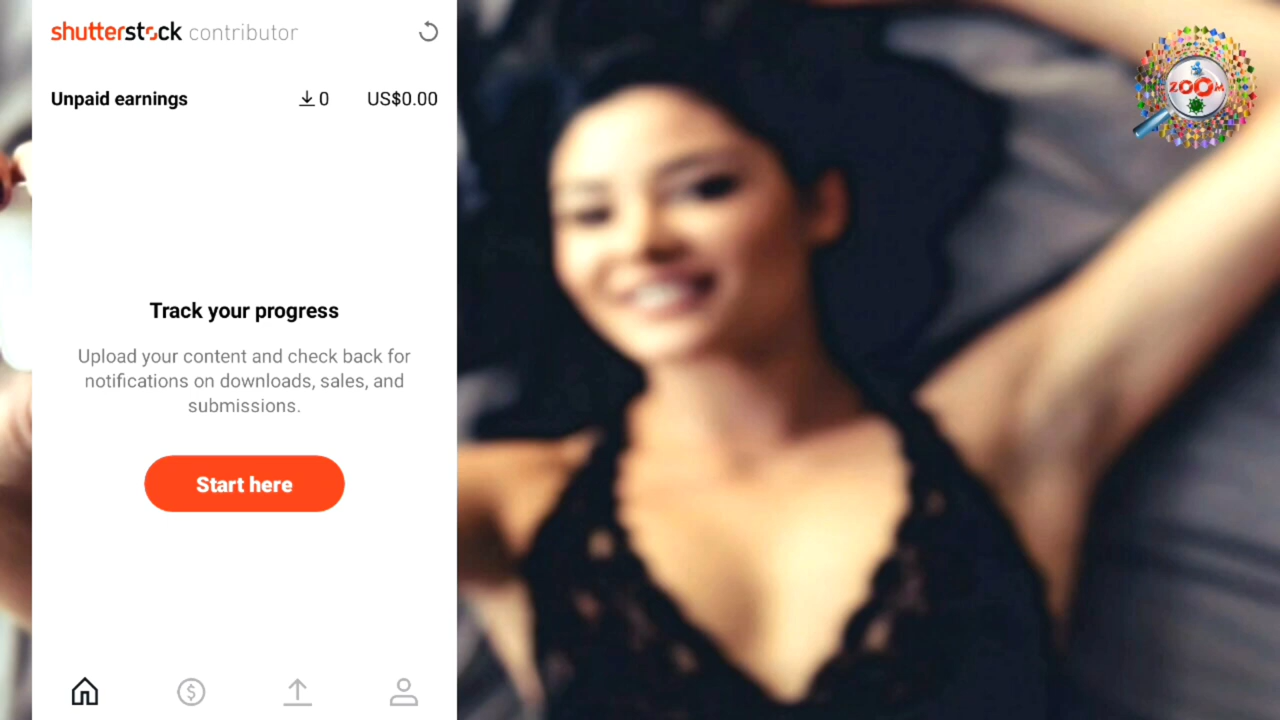 shutterstock contributor
Unpaid earnings 0 US$0.00
Track your progress
Upload your content and check back for
notifications on downloads, sales, and
submissions.
Start here
ZOOM